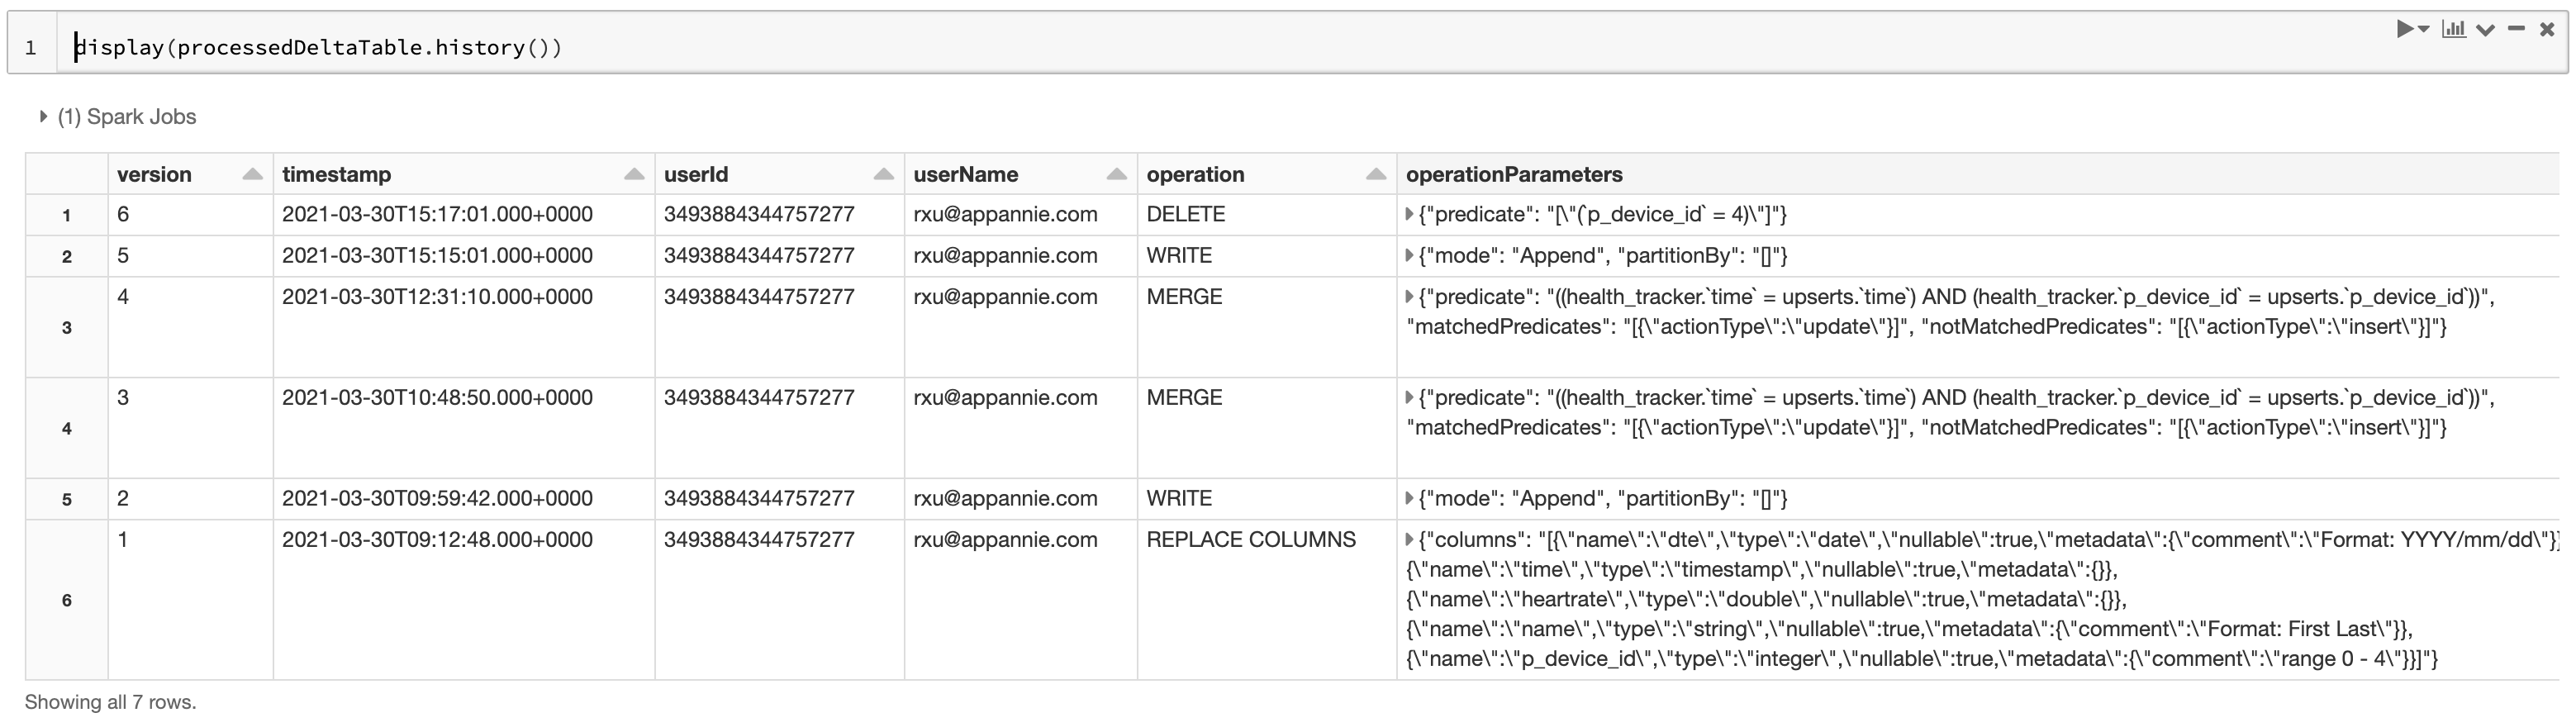 1 display(processedDeltaTable.history())
(1) Spark Jobs
version timestamp userId userName operation operationParameters
1 6 2021-03-30T15:17:01.000+0000 3493884344757277 rxu@appannie.com DELETE {"predicate": "[\"(`p_device_id` = 4)\"]"}
2 5 2021-03-30T15:15:01.000+0000 3493884344757277 rxu@appannie.com WRITE {"mode": "Append", "partitionBy": "[]"}
3 4 2021-03-30T12:31:10.000+0000 3493884344757277 rxu@appannie.com MERGE {"predicate": "((health_tracker.`time` = upserts.`time`) AND (health_tracker.`p_device_id` = upserts.`p_device_id`))",
"matchedPredicates": "[{\"actionType\":\"update\"}]", "notMatchedPredicates": "[{\"actionType\":\"insert\"}]"}
4 3 2021-03-30T10:48:50.000+0000 3493884344757277 rxu@appannie.com MERGE {"predicate": "((health_tracker.`time` = upserts.`time`) AND (health_tracker.`p_device_id` = upserts.`p_device_id`))",
"matchedPredicates": "[{\"actionType\":\"update\"}]", "notMatchedPredicates": "[{\"actionType\":\"insert\"}]"}
5 2 2021-03-30T09:59:42.000+0000 3493884344757277 rxu@appannie.com WRITE {"mode": "Append", "partitionBy": "[]"}
6 1 2021-03-30T09:12:48.000+0000 3493884344757277 rxu@appannie.com REPLACE COLUMNS {"columns": "[{\"name\":\"dte\",\"type\":\"date\",\"nullable\":true,\"metadata\":{\"comment\":\"Format: YYYY/mm/dd\"}}
{\"name\":\"time\",\"type\":\"timestamp\",\"nullable\":true,\"metadata\":{}},
{\"name\":\"heartrate\",\"type\":\"double\",\"nullable\":true,\"metadata\":{}},
{\"name\":\"name\",\"type\":\"string\",\"nullable\":true,\"metadata\":{\"comment\":\"Format: First Last\"}},
{\"name\":\"p_device_id\",\"type\":\"integer\",\"nullable\":true,\"metadata\":{\"comment\":\"range 0 - 4\"}}]"}
Showing all 7 rows.